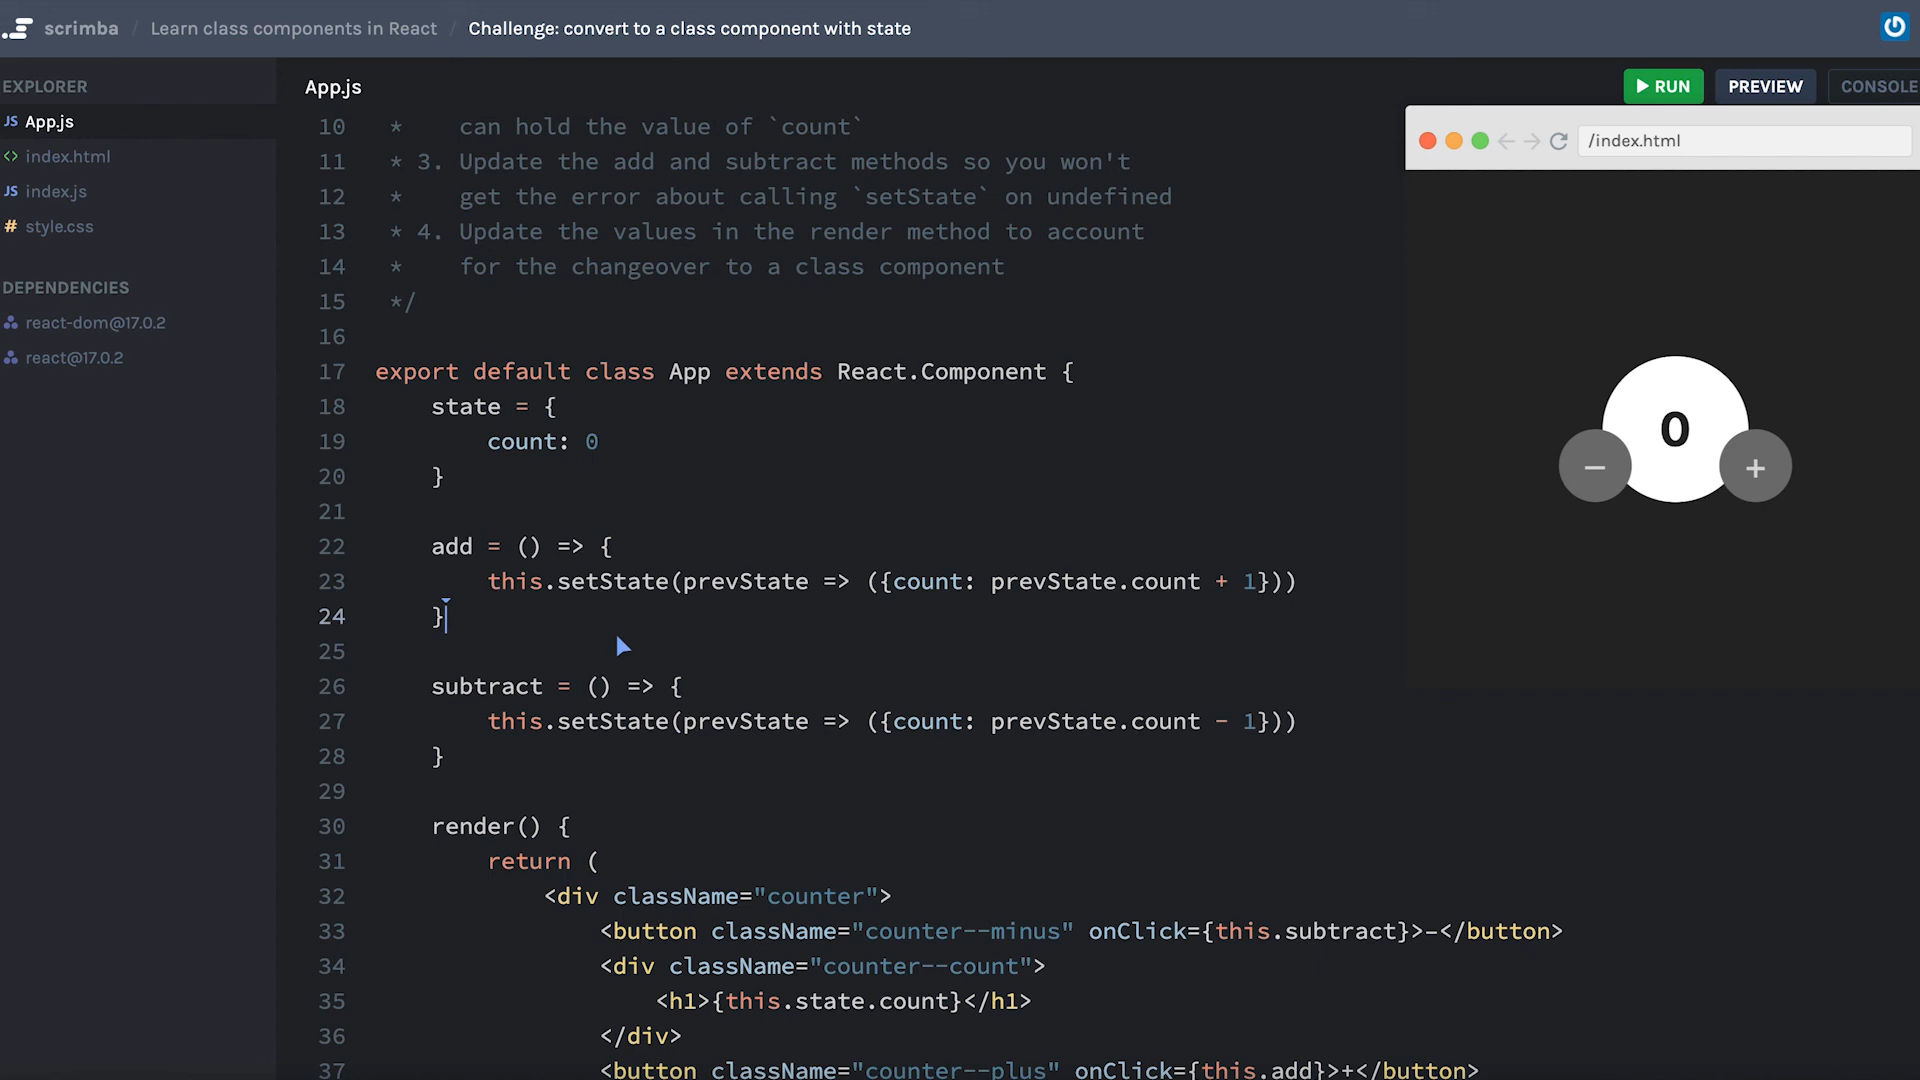 scrimba / Learn class components in React / Challenge: convert to a class component with state
EXPLORER
JS App.js
<> index.html
JS index.js
# style.css
DEPENDENCIES
react-dom@17.0.2
react@17.0.2
App.js
RUN PREVIEW CONSOLE
/index.html
0
– +
10 *    can hold the value of `count`
11 * 3. Update the add and subtract methods so you won't
12 *    get the error about calling `setState` on undefined
13 * 4. Update the values in the render method to account
14 *    for the changeover to a class component
15 */
16
17 export default class App extends React.Component {
18     state = {
19         count: 0
20     }
21
22     add = () => {
23         this.setState(prevState => ({count: prevState.count + 1}))
24     }
25
26     subtract = () => {
27         this.setState(prevState => ({count: prevState.count - 1}))
28     }
29
30     render() {
31         return (
32             <div className="counter">
33                 <button className="counter--minus" onClick={this.subtract}>–</button>
34                 <div className="counter--count">
35                     <h1>{this.state.count}</h1>
36                 </div>
37                 <button className="counter--plus" onClick={this.add}>+</button>